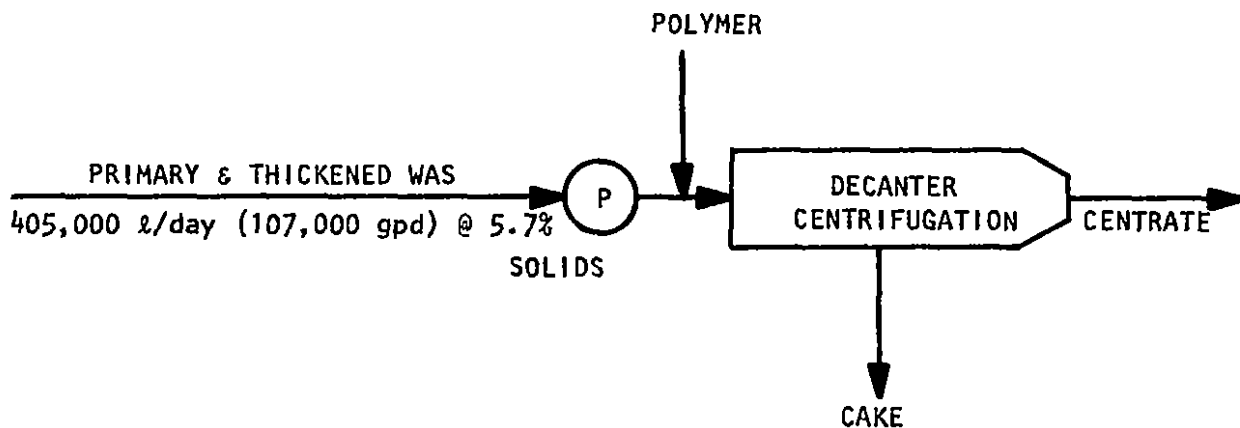 POLYMER
PRIMARY & THICKENED WAS
405,000 ℓ/day (107,000 gpd) @ 5.7%
SOLIDS
P
DECANTER
CENTRIFUGATION
CENTRATE
CAKE